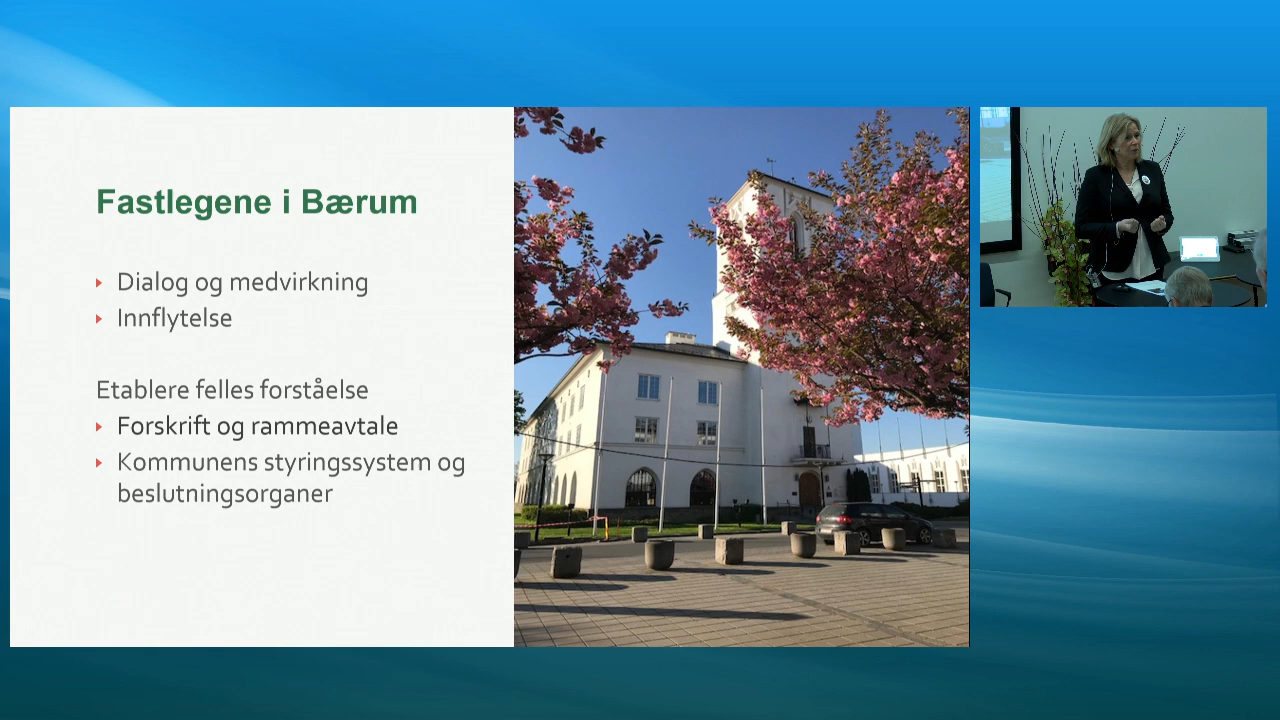 Fastlegene i Bærum
Dialog og medvirkning
Innflytelse
Etablere felles forståelse
Forskrift og rammeavtale
Kommunens styringssystem og
beslutningsorganer